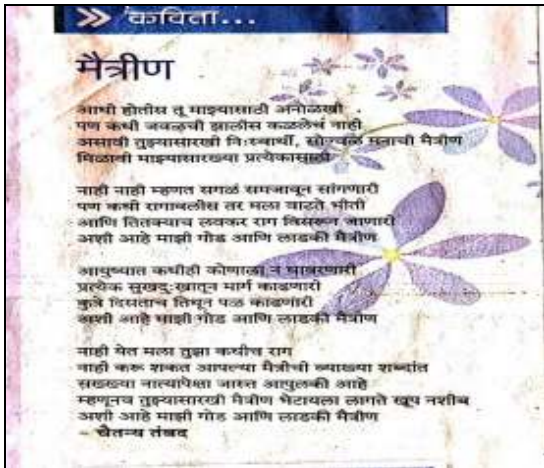 >> कविता...
मैत्रीण
आधी होतीस तू माझ्यासाठी अनोळखी
पण कधी जवळची झालीस कळलेच नाही
असावी तुझ्यासारखी निःस्वार्थी, सोज्वळ मनाची मैत्रीण
मिळावी माझ्यासारख्या प्रत्येकासाठी
नाही नाही म्हणत सगळं समजावून सांगणारी
पण कधी रागावलीस तर मला वाटते भीती
आणि तितक्याच लवकर राग विसरून जाणारी
अशी आहे माझी गोड आणि लाडकी मैत्रीण
आयुष्यात कधीही कोणाला न घाबरणारी
प्रत्येक सुखदुःखातून मार्ग काढणारी
कुत्रे दिसताच तिथून पळ काढणारी
अशी आहे माझी गोड आणि लाडकी मैत्रीण
नाही येत मला तुझा कधीच राग
नाही करू शकत आपल्या मैत्रीची व्याख्या शब्दांत
सख्ख्या नात्यापेक्षा जास्त आपुलकी आहे
म्हणूनच तुझ्यासारखी मैत्रीण भेटायला लागते खूप नशीब
अशी आहे माझी गोड आणि लाडकी मैत्रीण
- चैतन्य तंबद